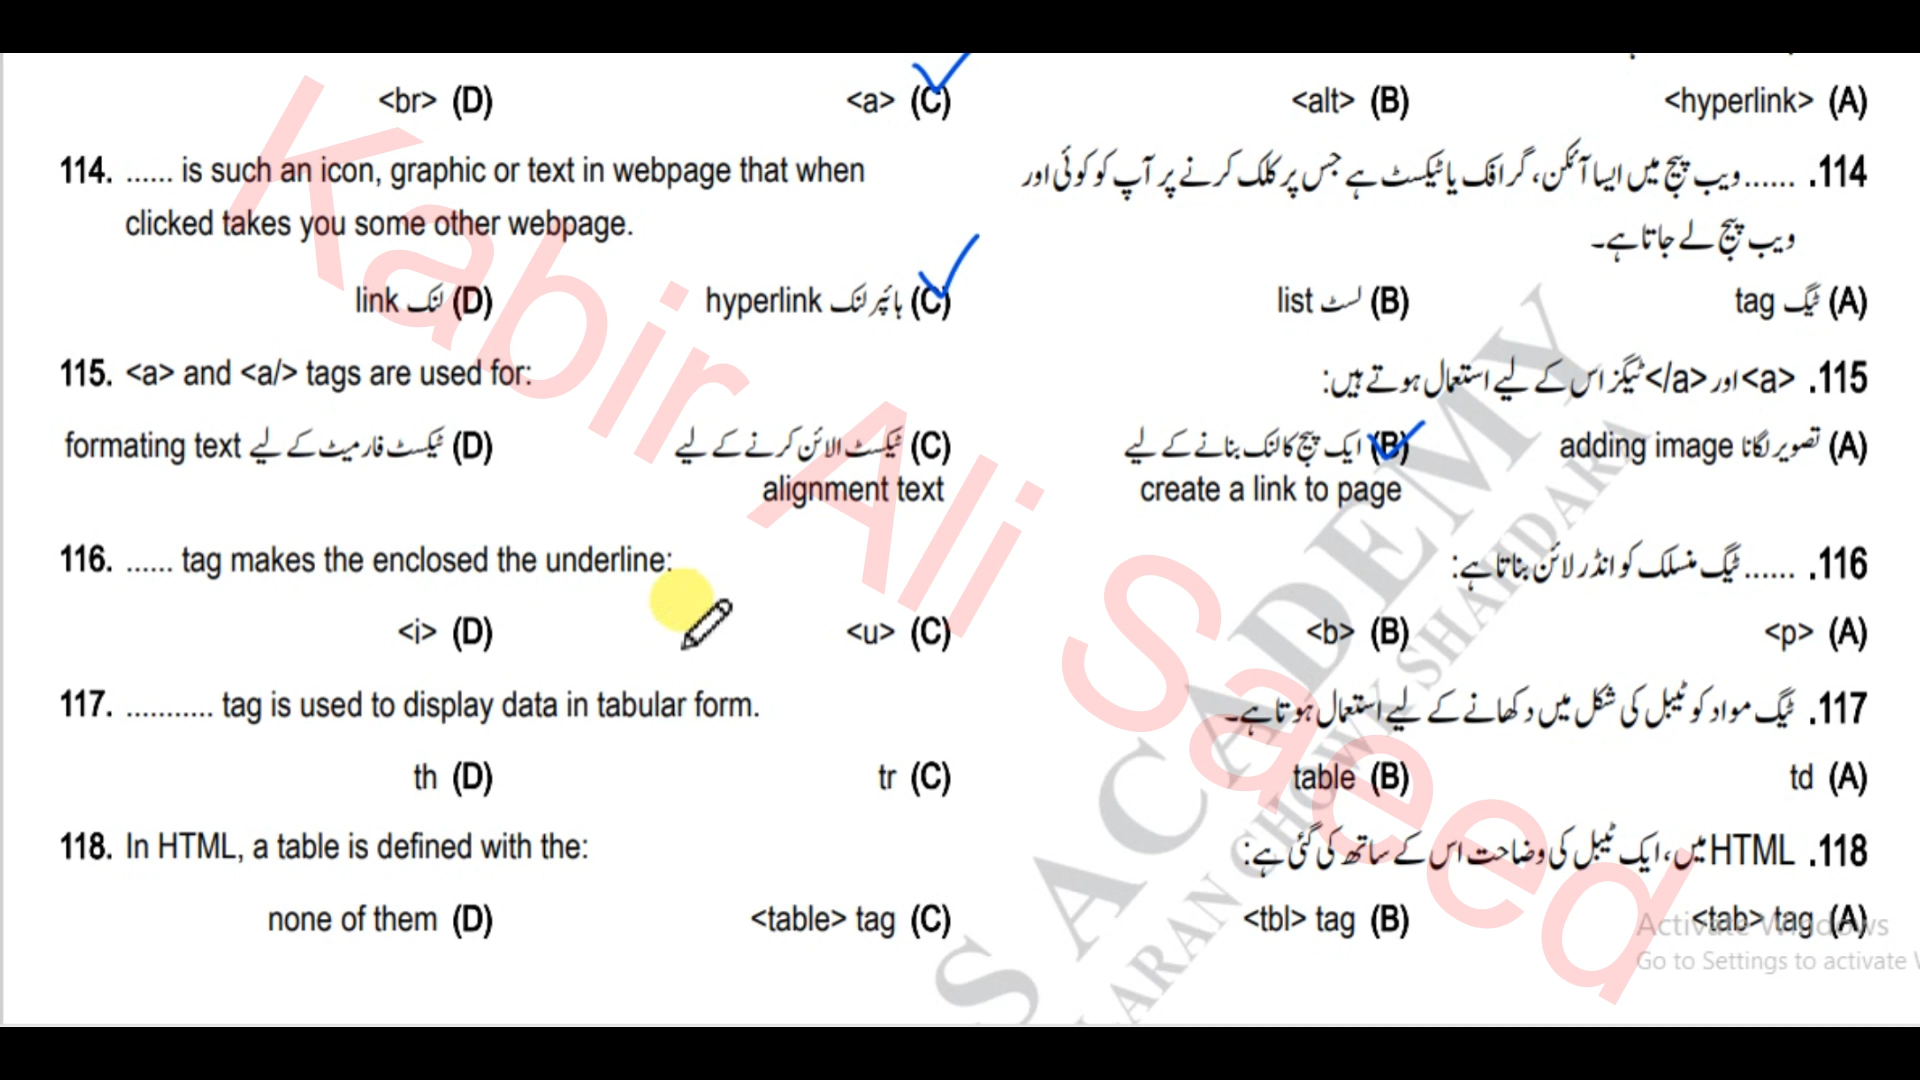 <br> (D) <a> (C) <alt> (B) <hyperlink> (A)
114. ...... is such an icon, graphic or text in webpage that when
clicked takes you some other webpage.
114. ......ویب پیج میں ایسا آئکن، گرافک یا ٹیکسٹ ہے جس پر کلک کرنے پر آپ کو کوئی اور
ویب پیج لے جاتا ہے۔
link لنک (D) hyperlink ہائپر لنک (C) list لسٹ (B) tag ٹیگ (A)
115. <a> and <a/> tags are used for:
115. <a> اور </a> ٹیگز اس کے لیے استعمال ہوتے ہیں:
formating text ٹیکسٹ فارمیٹ کے لیے (D) ٹیکسٹ الائن کرنے کے لیے (C) ایک پیج کا لنک بنانے کے لیے (B) adding image تصویر لگانا (A)
alignment text create a link to page
116. ...... tag makes the enclosed the underline:
116. ......ٹیگ منسلک کو انڈر لائن بناتا ہے:
<i> (D) <u> (C) <b> (B) <p> (A)
117. ........... tag is used to display data in tabular form.
117. ٹیگ مواد کو ٹیبل کی شکل میں دکھانے کے لیے استعمال ہوتا ہے۔
th (D) tr (C) table (B) td (A)
118. In HTML, a table is defined with the:
118. HTML میں، ایک ٹیبل کی وضاحت اس کے ساتھ کی گئی ہے:
none of them (D) <table> tag (C) <tbl> tag (B) <tab> tag (A)
Kabir Ali Saeed
S ACADEMY
ARAN CHOWK SHAHDARA
Activate Windows
Go to Settings to activate